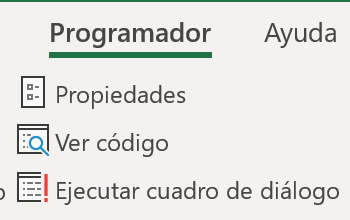 Programador Ayuda
Propiedades
Ver código
Ejecutar cuadro de diálogo